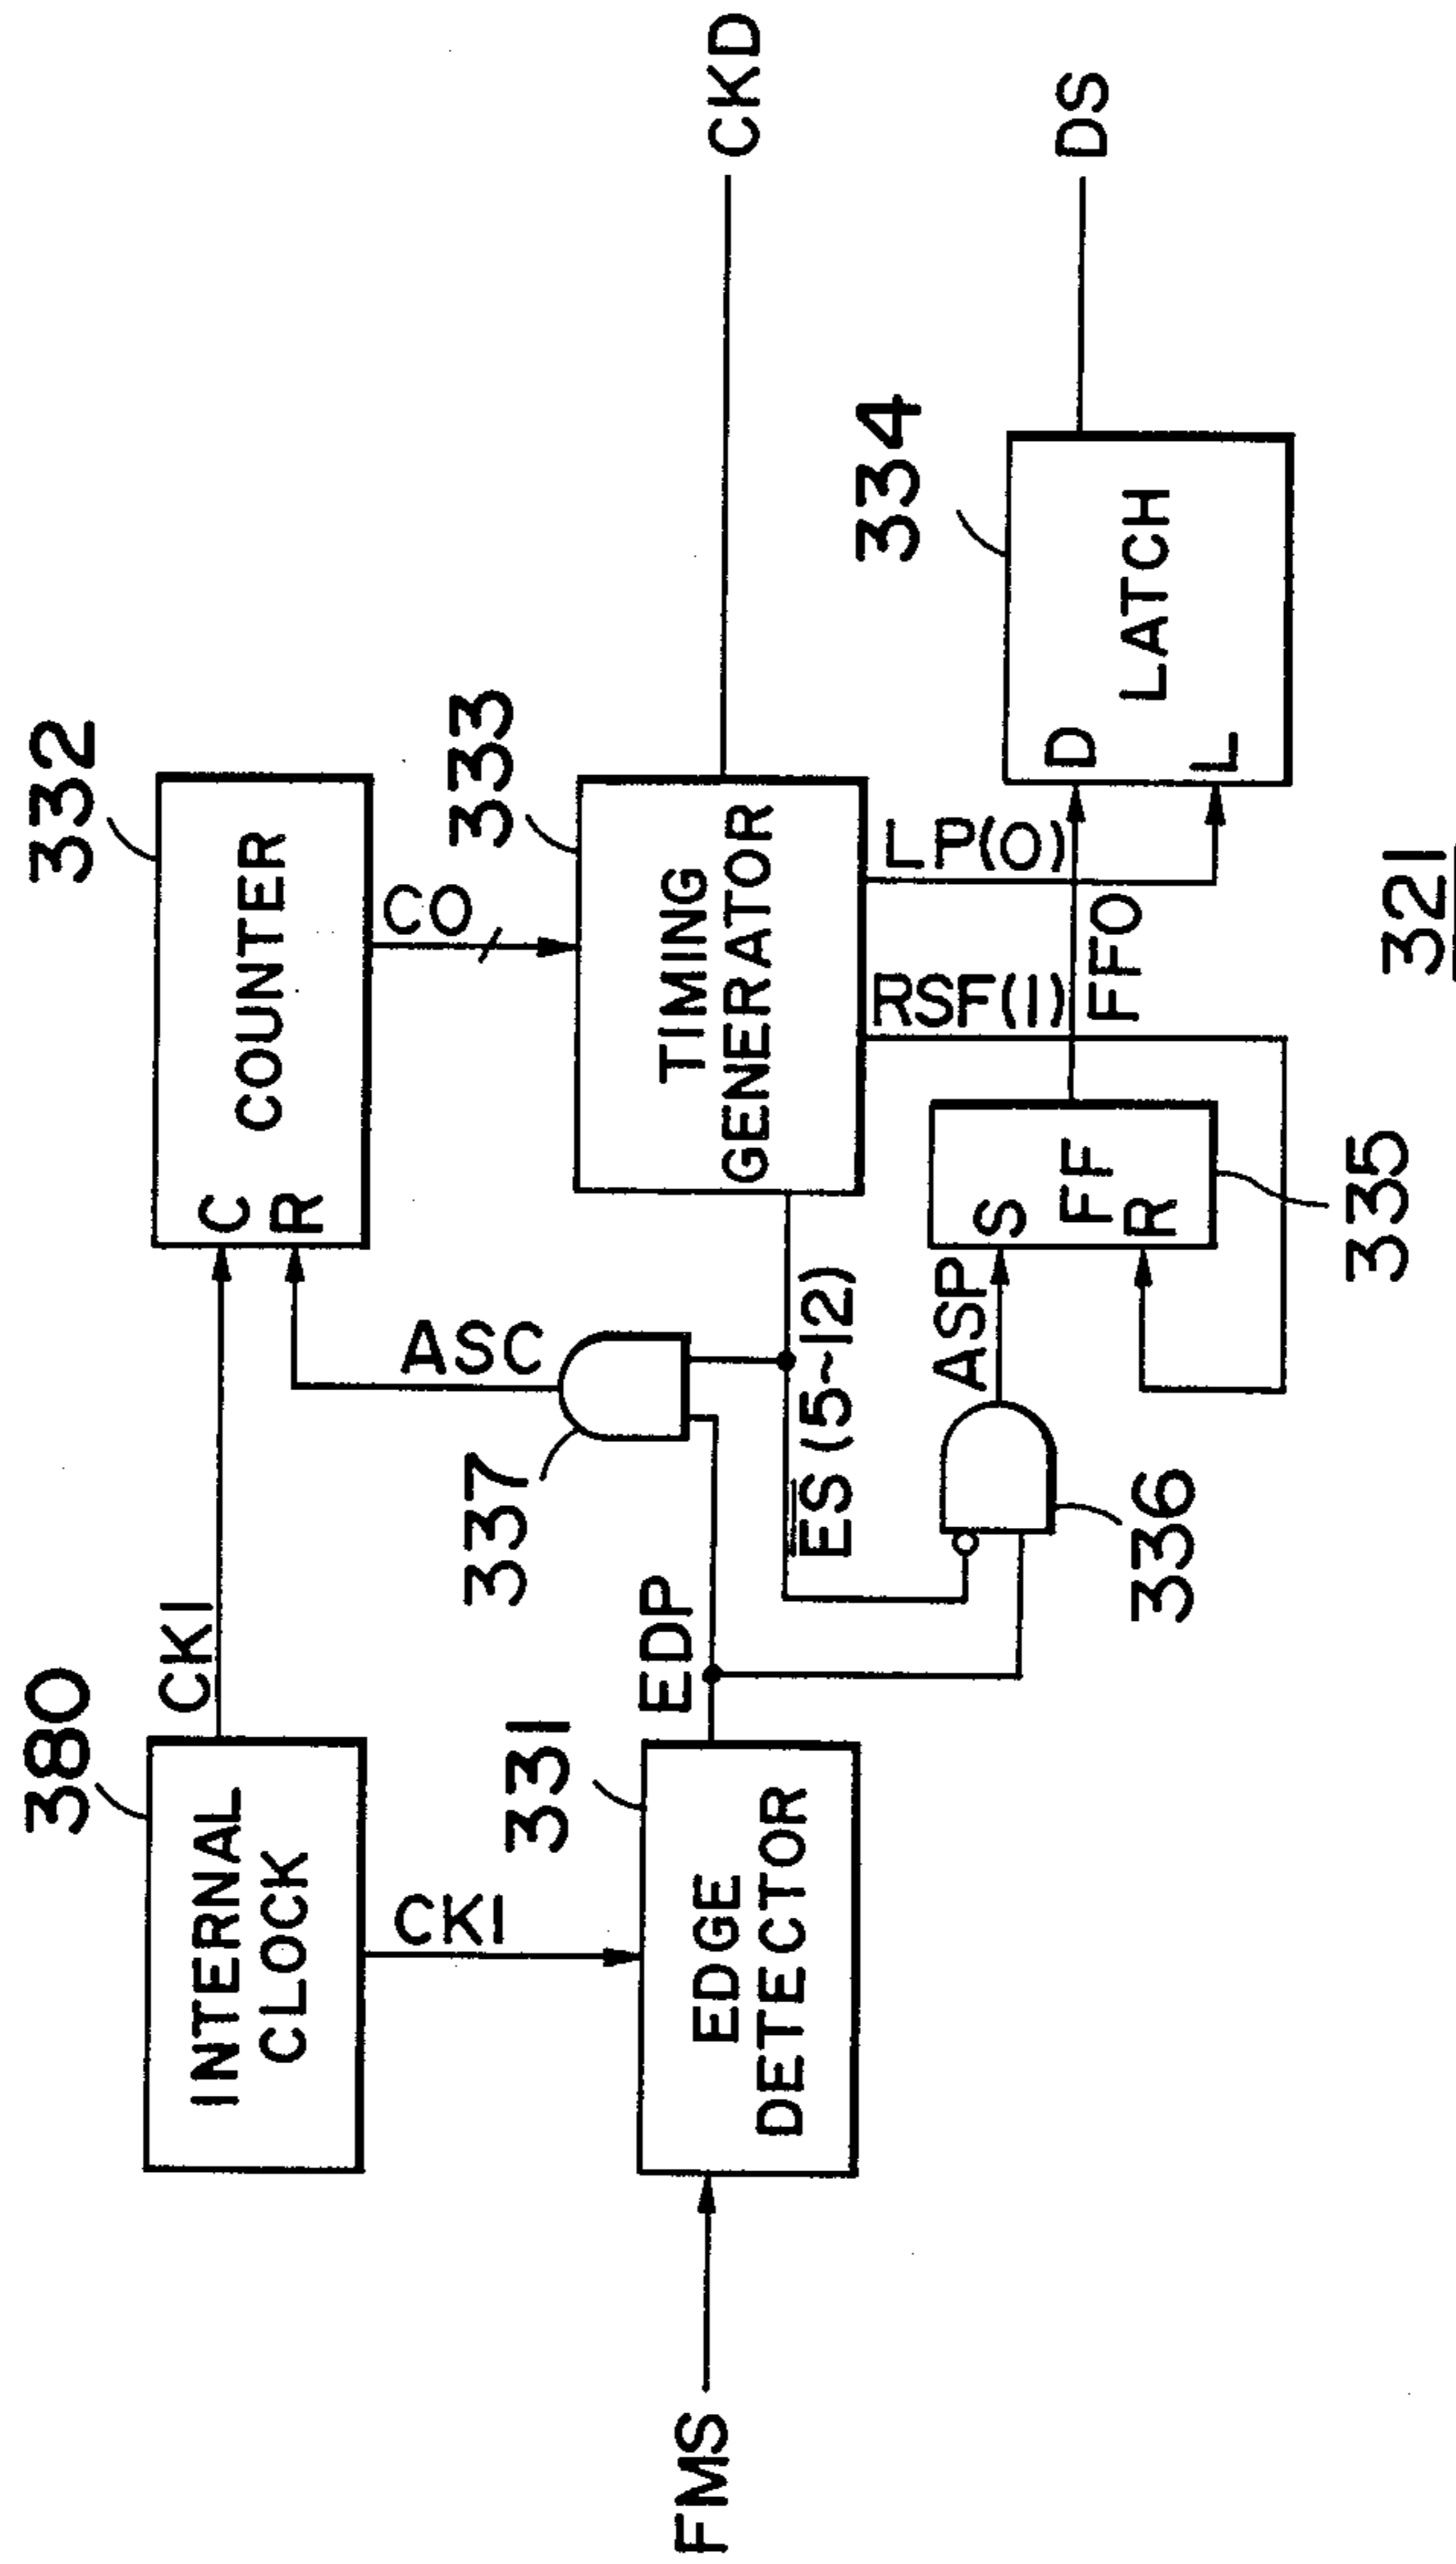 380
INTERNAL
CLOCK
CKI
CKI
332
C
R
COUNTER
CO
ASC
337
FMS
331
EDGE
DETECTOR
EDP
E̅S̅ (5~12)
333
TIMING
GENERATOR
CKD
LP(0)
RSF(1)
336
ASP
S
FF
R
335
FFO
334
D
L
LATCH
DS
321